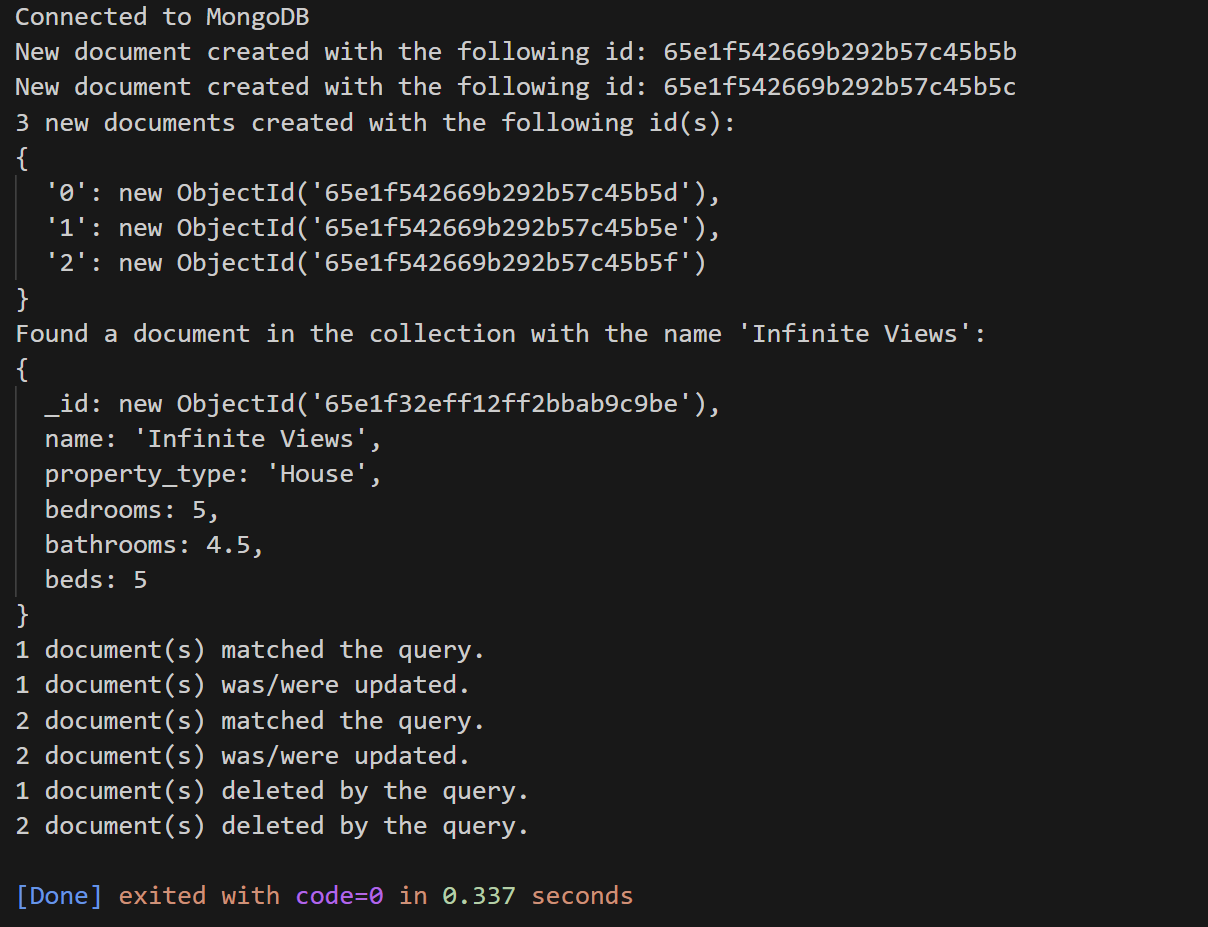 Connected to MongoDB
New document created with the following id: 65e1f542669b292b57c45b5b
New document created with the following id: 65e1f542669b292b57c45b5c
3 new documents created with the following id(s):
{
  '0': new ObjectId('65e1f542669b292b57c45b5d'),
  '1': new ObjectId('65e1f542669b292b57c45b5e'),
  '2': new ObjectId('65e1f542669b292b57c45b5f')
}
Found a document in the collection with the name 'Infinite Views':
{
  _id: new ObjectId('65e1f32eff12ff2bbab9c9be'),
  name: 'Infinite Views',
  property_type: 'House',
  bedrooms: 5,
  bathrooms: 4.5,
  beds: 5
}
1 document(s) matched the query.
1 document(s) was/were updated.
2 document(s) matched the query.
2 document(s) was/were updated.
1 document(s) deleted by the query.
2 document(s) deleted by the query.

[Done] exited with code=0 in 0.337 seconds